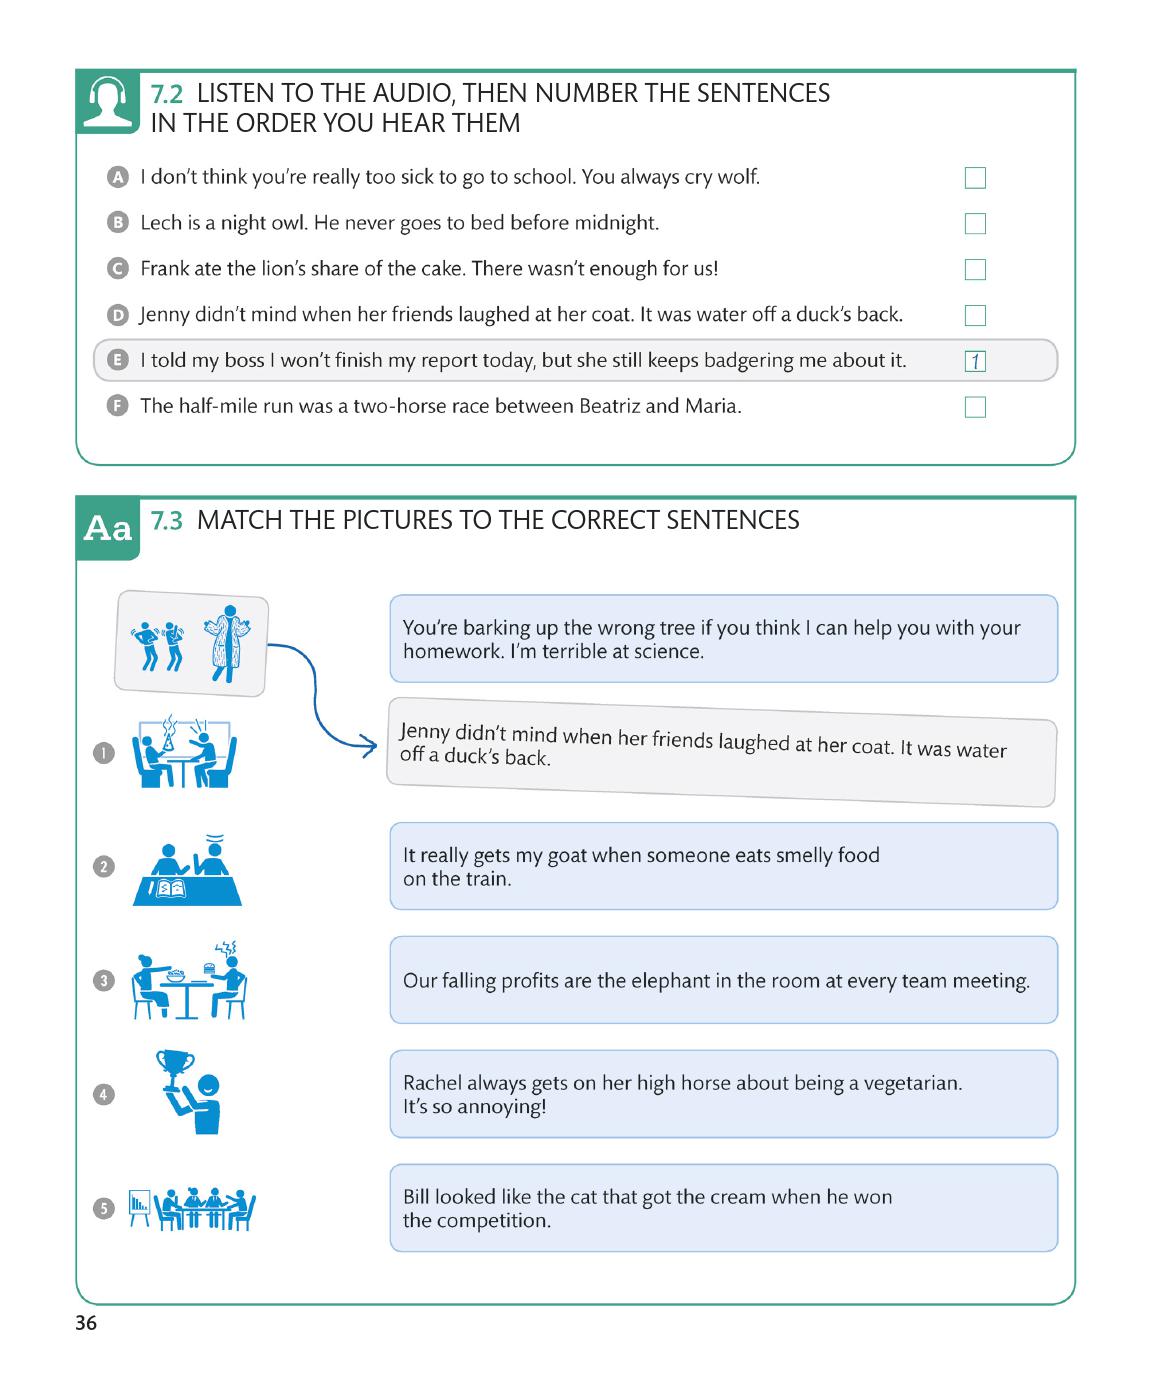 7.2 LISTEN TO THE AUDIO, THEN NUMBER THE SENTENCES
IN THE ORDER YOU HEAR THEM
A I don't think you're really too sick to go to school. You always cry wolf.
B Lech is a night owl. He never goes to bed before midnight.
C Frank ate the lion's share of the cake. There wasn't enough for us!
D Jenny didn't mind when her friends laughed at her coat. It was water off a duck's back.
E I told my boss I won't finish my report today, but she still keeps badgering me about it. 1
F The half-mile run was a two-horse race between Beatriz and Maria.
Aa 7.3 MATCH THE PICTURES TO THE CORRECT SENTENCES
You're barking up the wrong tree if you think I can help you with your
homework. I'm terrible at science.
1
Jenny didn't mind when her friends laughed at her coat. It was water
off a duck's back.
2
It really gets my goat when someone eats smelly food
on the train.
3
Our falling profits are the elephant in the room at every team meeting.
4
Rachel always gets on her high horse about being a vegetarian.
It's so annoying!
5
Bill looked like the cat that got the cream when he won
the competition.
36